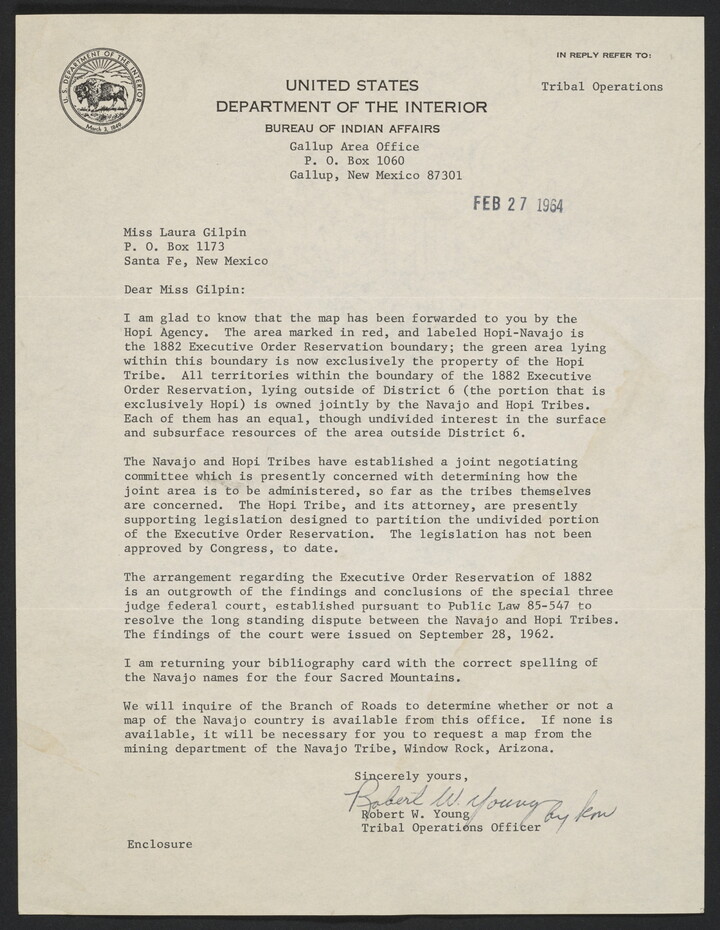 IN REPLY REFER TO:
U.S. DEPARTMENT OF THE INTERIOR
March 3, 1849
UNITED STATES
DEPARTMENT OF THE INTERIOR
BUREAU OF INDIAN AFFAIRS
Tribal Operations
Gallup Area Office
P. O. Box 1060
Gallup, New Mexico 87301
FEB 27 1964
Miss Laura Gilpin
P. O. Box 1173
Santa Fe, New Mexico
Dear Miss Gilpin:
I am glad to know that the map has been forwarded to you by the
Hopi Agency. The area marked in red, and labeled Hopi-Navajo is
the 1882 Executive Order Reservation boundary; the green area lying
within this boundary is now exclusively the property of the Hopi
Tribe. All territories within the boundary of the 1882 Executive
Order Reservation, lying outside of District 6 (the portion that is
exclusively Hopi) is owned jointly by the Navajo and Hopi Tribes.
Each of them has an equal, though undivided interest in the surface
and subsurface resources of the area outside District 6.
The Navajo and Hopi Tribes have established a joint negotiating
committee which is presently concerned with determining how the
joint area is to be administered, so far as the tribes themselves
are concerned. The Hopi Tribe, and its attorney, are presently
supporting legislation designed to partition the undivided portion
of the Executive Order Reservation. The legislation has not been
approved by Congress, to date.
The arrangement regarding the Executive Order Reservation of 1882
is an outgrowth of the findings and conclusions of the special three
judge federal court, established pursuant to Public Law 85-547 to
resolve the long standing dispute between the Navajo and Hopi Tribes.
The findings of the court were issued on September 28, 1962.
I am returning your bibliography card with the correct spelling of
the Navajo names for the four Sacred Mountains.
We will inquire of the Branch of Roads to determine whether or not a
map of the Navajo country is available from this office. If none is
available, it will be necessary for you to request a map from the
mining department of the Navajo Tribe, Window Rock, Arizona.
Sincerely yours,
Robert W. Young by
Robert W. Young
Tribal Operations Officer
Enclosure